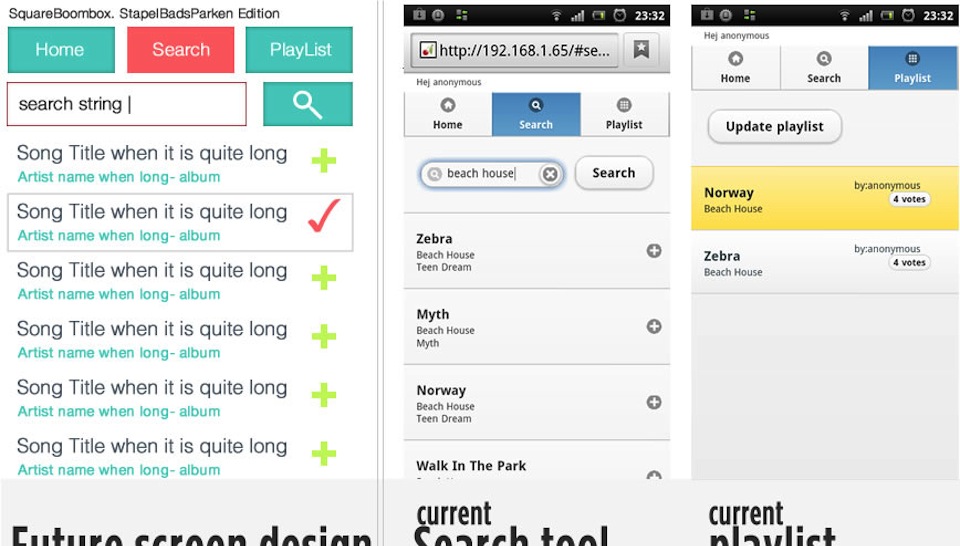 SquareBoombox. StapelBadsParken Edition
Home
Search
PlayList
search string |
Song Title when it is quite long
Artist name when long- album
Song Title when it is quite long
Artist name when long- album
Song Title when it is quite long
Artist name when long- album
Song Title when it is quite long
Artist name when long- album
Song Title when it is quite long
Artist name when long- album
Song Title when it is quite long
Artist name when long- album
Future screen design
23:32
http://192.168.1.65/#se...
Hej anonymous
Home
Search
Playlist
beach house
Search
Zebra
Beach House
Teen Dream
Myth
Beach House
Myth
Norway
Beach House
Teen Dream
Walk In The Park
current
Search tool
23:32
Hej anonymous
Home
Search
Playlist
Update playlist
Norway
by:anonymous
Beach House
4 votes
Zebra
by:anonymous
Beach House
4 votes
current
playlist